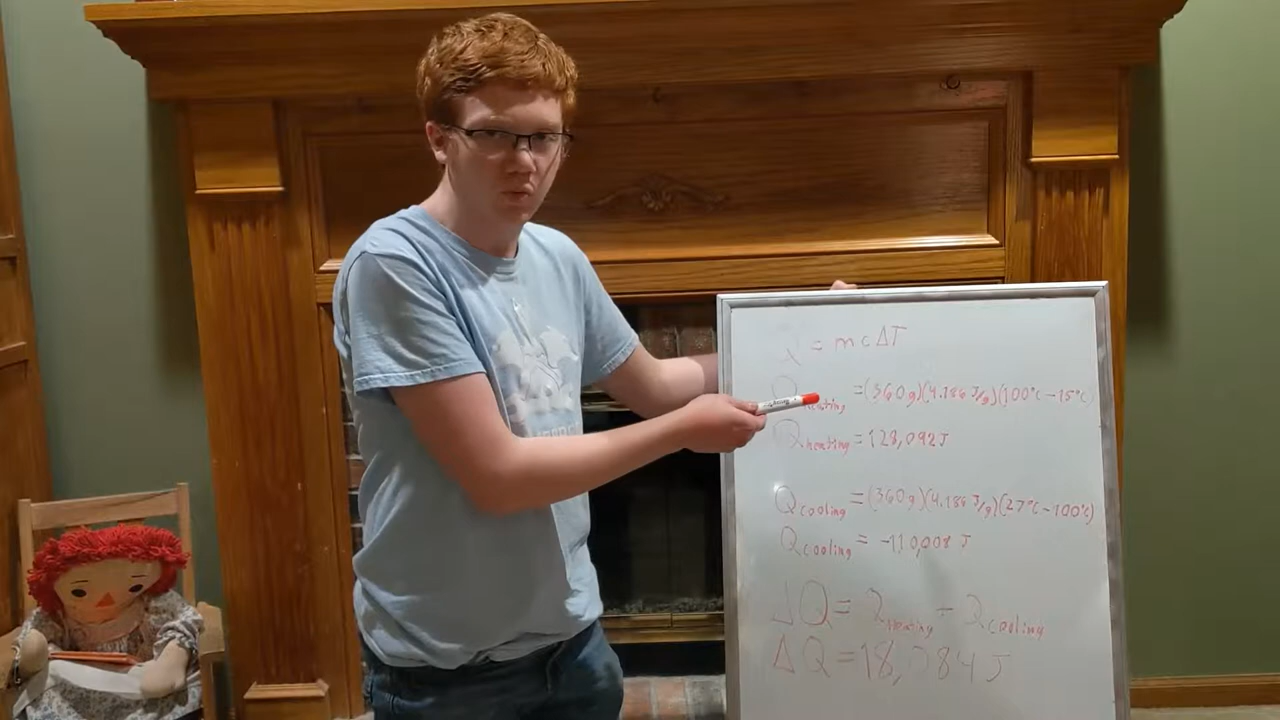 = mcΔT
Q heating = (360g)(4.186 J/g)(100°C - 15°C)
Q heating = 128,092J
Q cooling = (360g)(4.186 J/g)(27°C - 100°C)
Q cooling = -110,008 J
ΔQ = Q heating - Q cooling
ΔQ = 18,084 J